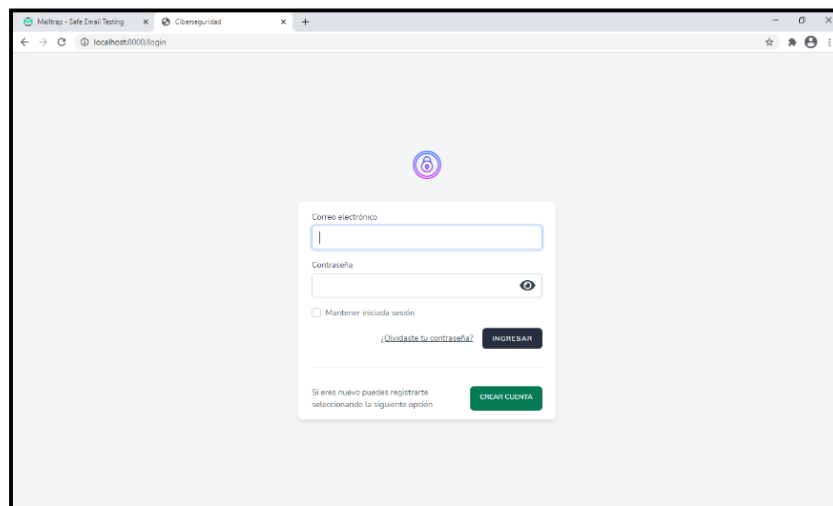 Mailtrap - Safe Email Testing
Ciberseguridad
localhost:8000/login
Correo electrónico
Contraseña
Mantener iniciada sesión
¿Olvidaste tu contraseña?
INGRESAR
Si eres nuevo puedes registrarte
seleccionando la siguiente opción
CREAR CUENTA